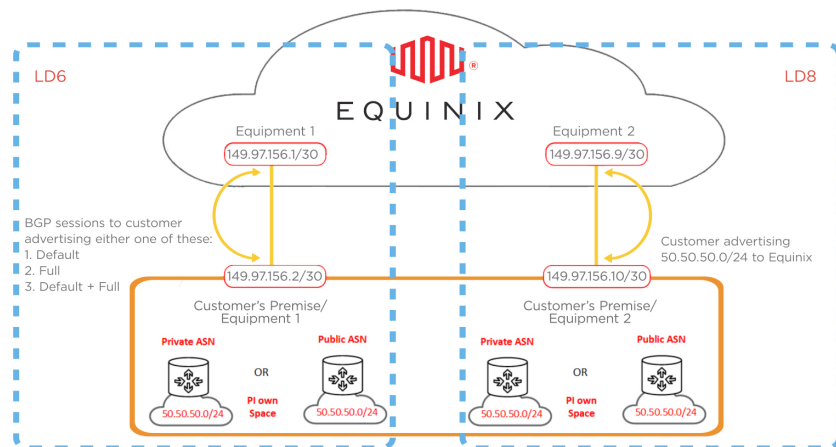 LD6
LD8
®
EQUINIX
Equipment 1
149.97.156.1/30
Equipment 2
149.97.156.9/30
BGP sessions to customer
advertising either one of these:
1. Default
2. Full
3. Default + Full
Customer advertising
50.50.50.0/24 to Equinix
149.97.156.2/30
Customer's Premise/
Equipment 1
Private ASN
Public ASN
OR
PI own
Space
50.50.50.0/24
50.50.50.0/24
149.97.156.10/30
Customer's Premise/
Equipment 2
Private ASN
Public ASN
OR
PI own
Space
50.50.50.0/24
50.50.50.0/24